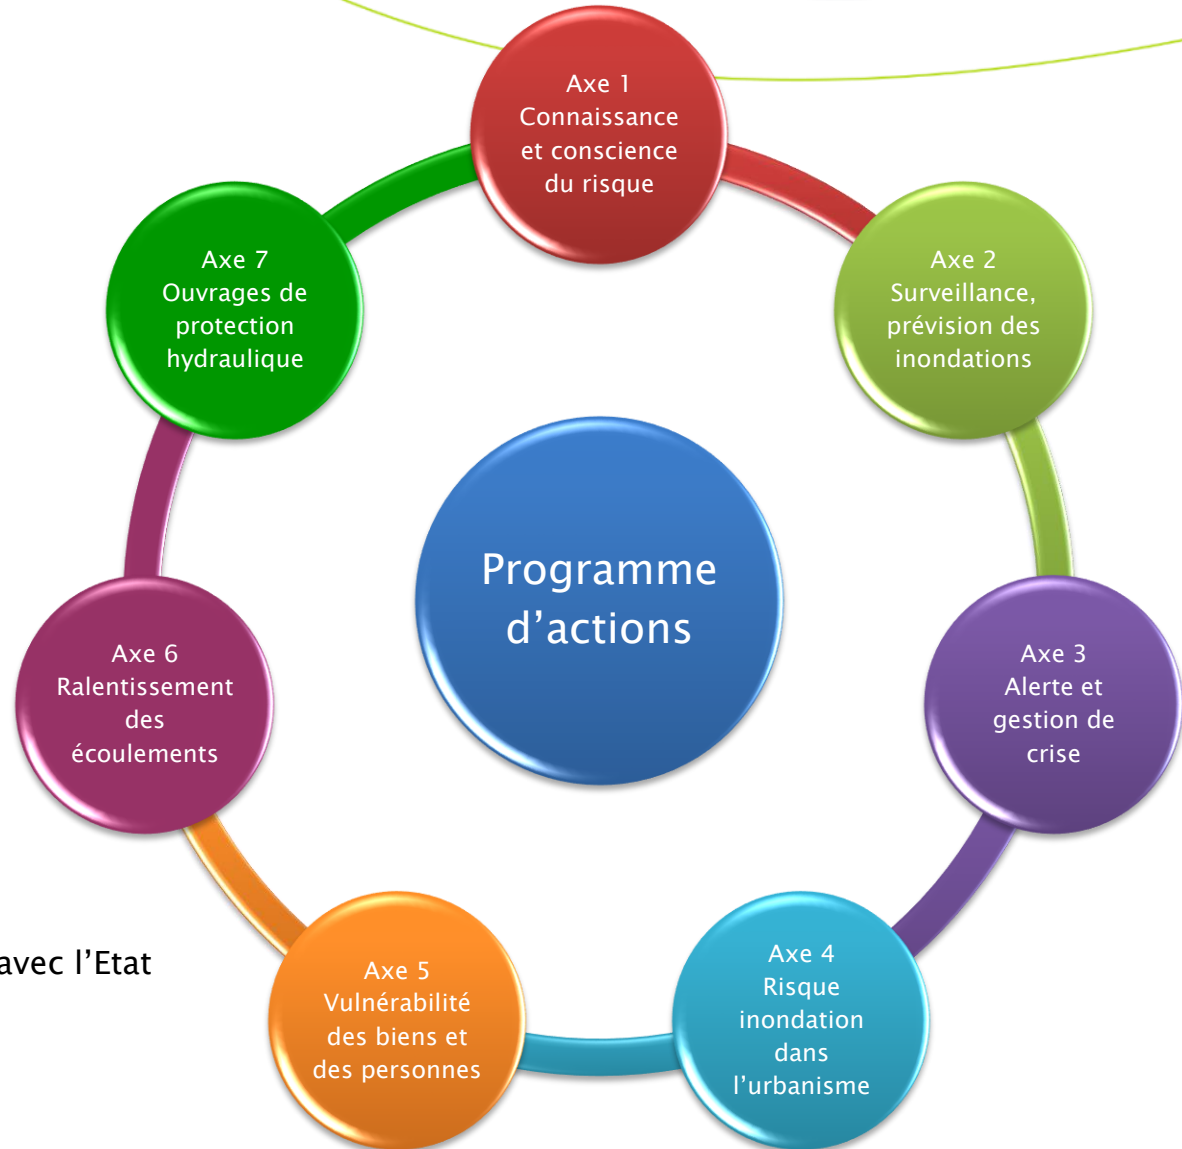 Axe 1
Connaissance
et conscience
du risque
Axe 2
Surveillance,
prévision des
inondations
Axe 3
Alerte et
gestion de
crise
Axe 4
Risque
inondation
dans
l’urbanisme
Axe 5
Vulnérabilité
des biens et
des personnes
Axe 6
Ralentissement
des
écoulements
Axe 7
Ouvrages de
protection
hydraulique
Programme
d’actions
avec l’Etat